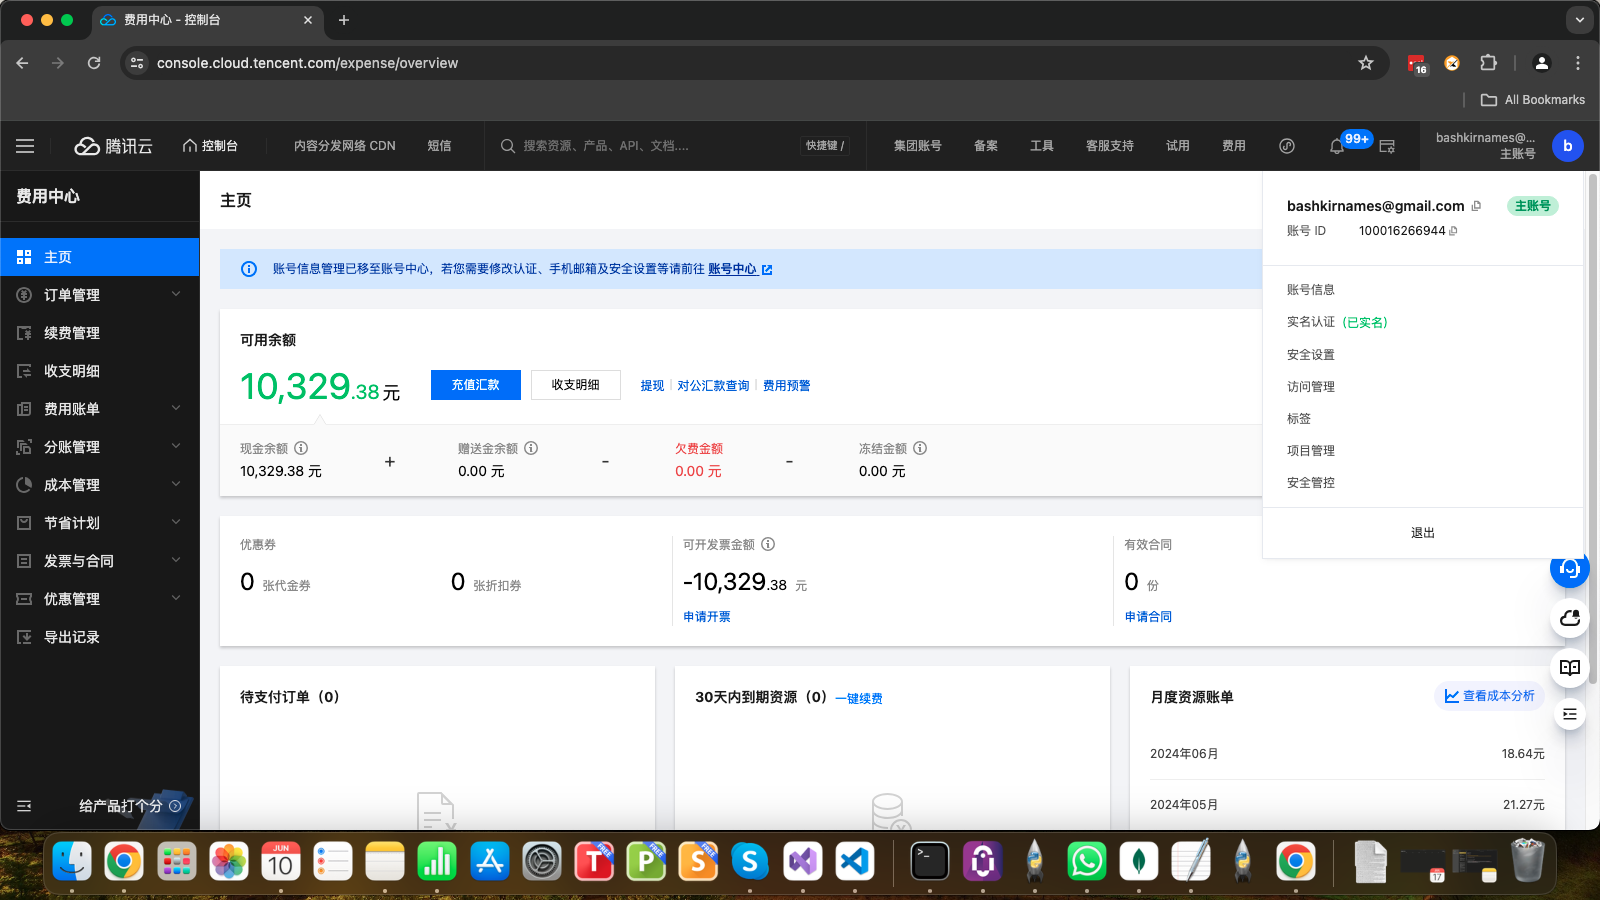 费用中心 - 控制台
console.cloud.tencent.com/expense/overview
16
All Bookmarks
腾讯云
控制台
内容分发网络 CDN
短信
搜索资源、产品、API、文档....
快捷键 /
集团账号
备案
工具
客服支持
试用
费用
99+
bashkirnames@...
主账号
b
费用中心
主页
订单管理
续费管理
收支明细
费用账单
分账管理
成本管理
节省计划
发票与合同
优惠管理
导出记录
给产品打个分
主页
账号信息管理已移至账号中心，若您需要修改认证、手机邮箱及安全设置等请前往 账号中心
可用余额
10,329.38 元
充值汇款
收支明细
提现
对公汇款查询
费用预警
现金余额
10,329.38 元
+
赠送金余额
0.00 元
-
欠费金额
0.00 元
-
冻结金额
0.00 元
优惠券
0 张代金券
0 张折扣券
可开发票金额
-10,329.38 元
申请开票
有效合同
0 份
申请合同
待支付订单（0）
30天内到期资源（0） 一键续费
月度资源账单
查看成本分析
2024年06月
18.64元
2024年05月
21.27元
bashkirnames@gmail.com
主账号
账号 ID
100016266944
账号信息
实名认证 (已实名)
安全设置
访问管理
标签
项目管理
安全管控
退出
JUN
10
T
FREE
P
FREE
S
FREE
S
17